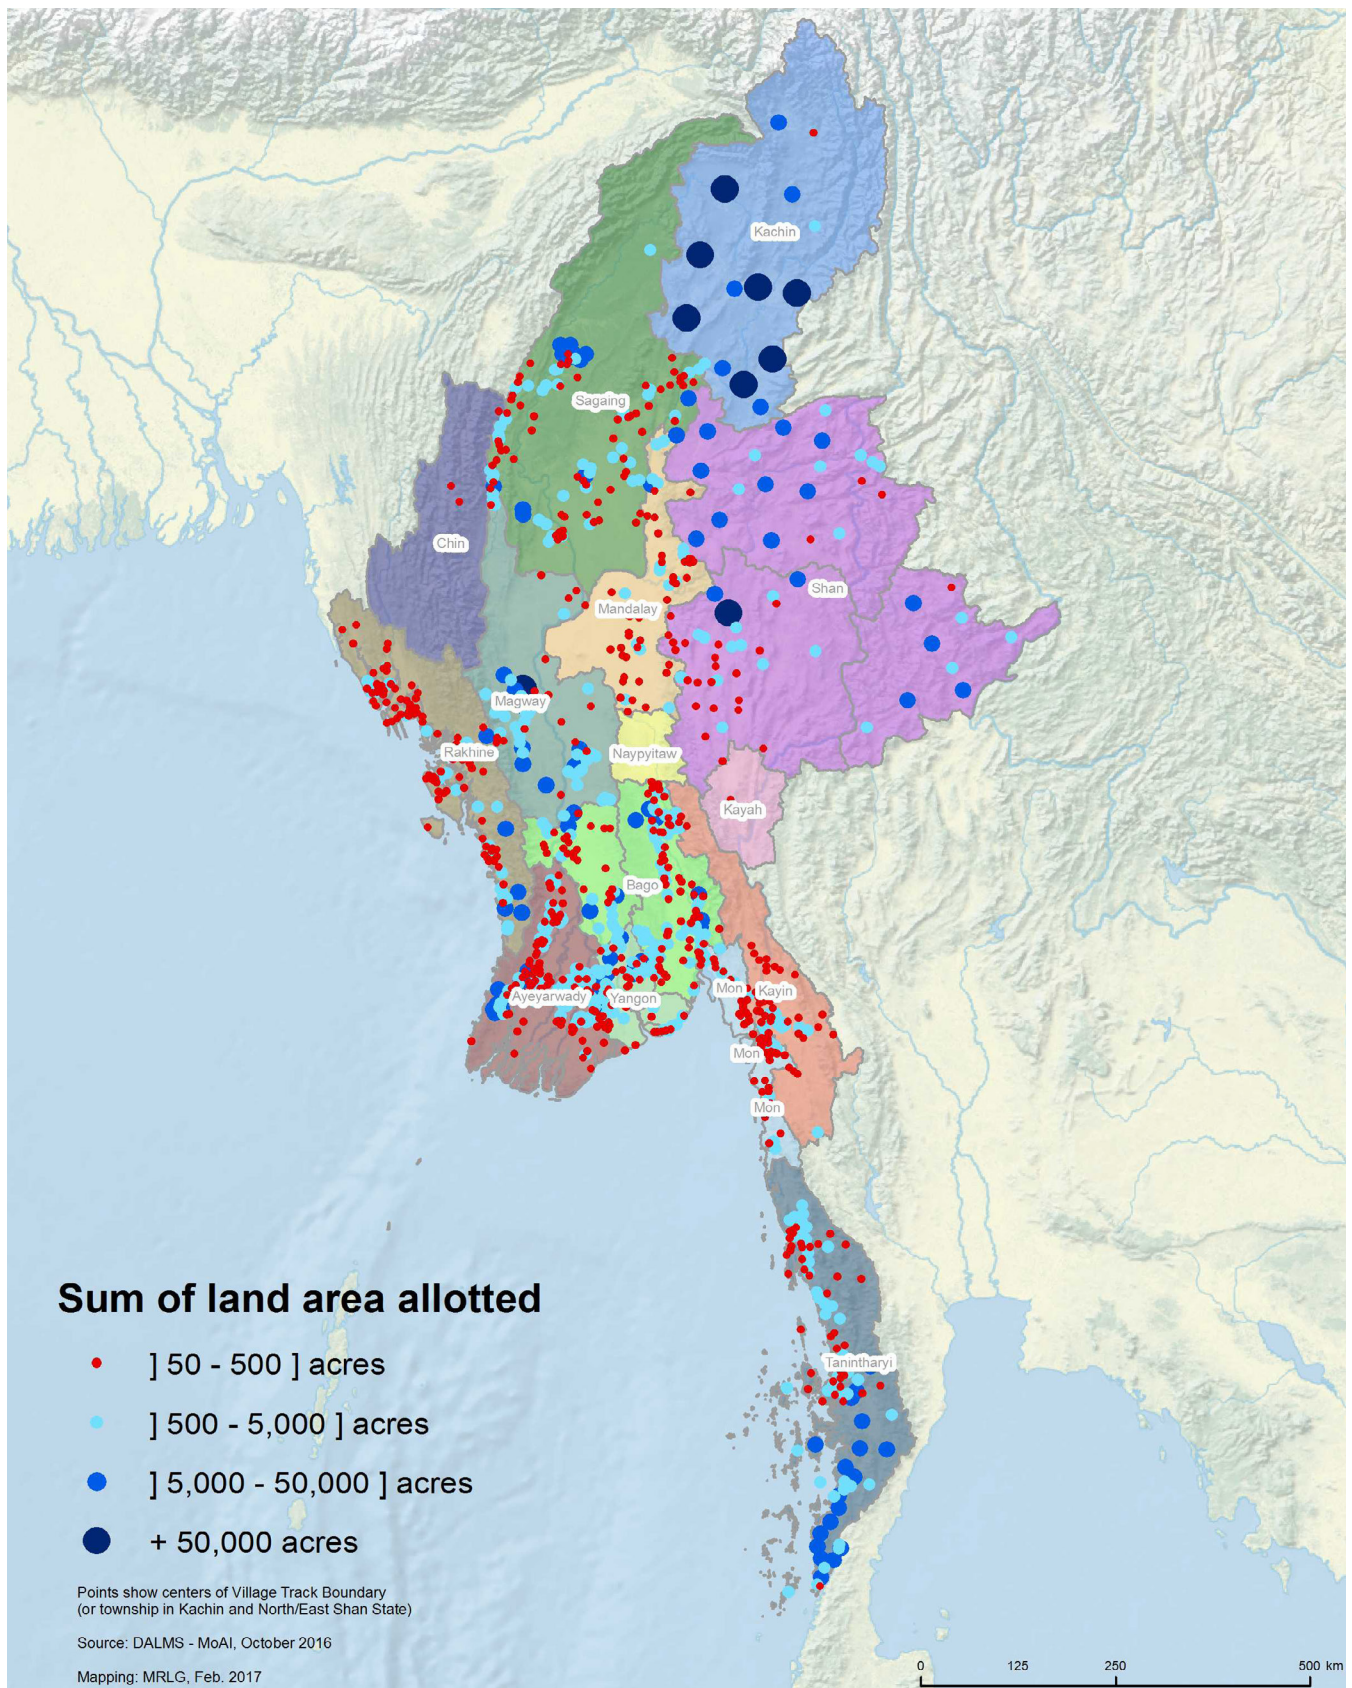 Kachin
Sagaing
Chin
Shan
Mandalay
Magway
Rakhine
Naypyitaw
Kayah
Bago
Mon
Kayin
Ayeyarwady
Yangon
Mon
Mon
Sum of land area allotted
] 50 - 500 ] acres
] 500 - 5,000 ] acres
] 5,000 - 50,000 ] acres
+ 50,000 acres
Tanintharyi
Points show centers of Village Track Boundary
(or township in Kachin and North/East Shan State)
Source: DALMS - MoAI, October 2016
Mapping: MRLG, Feb. 2017
0 125 250 500 km